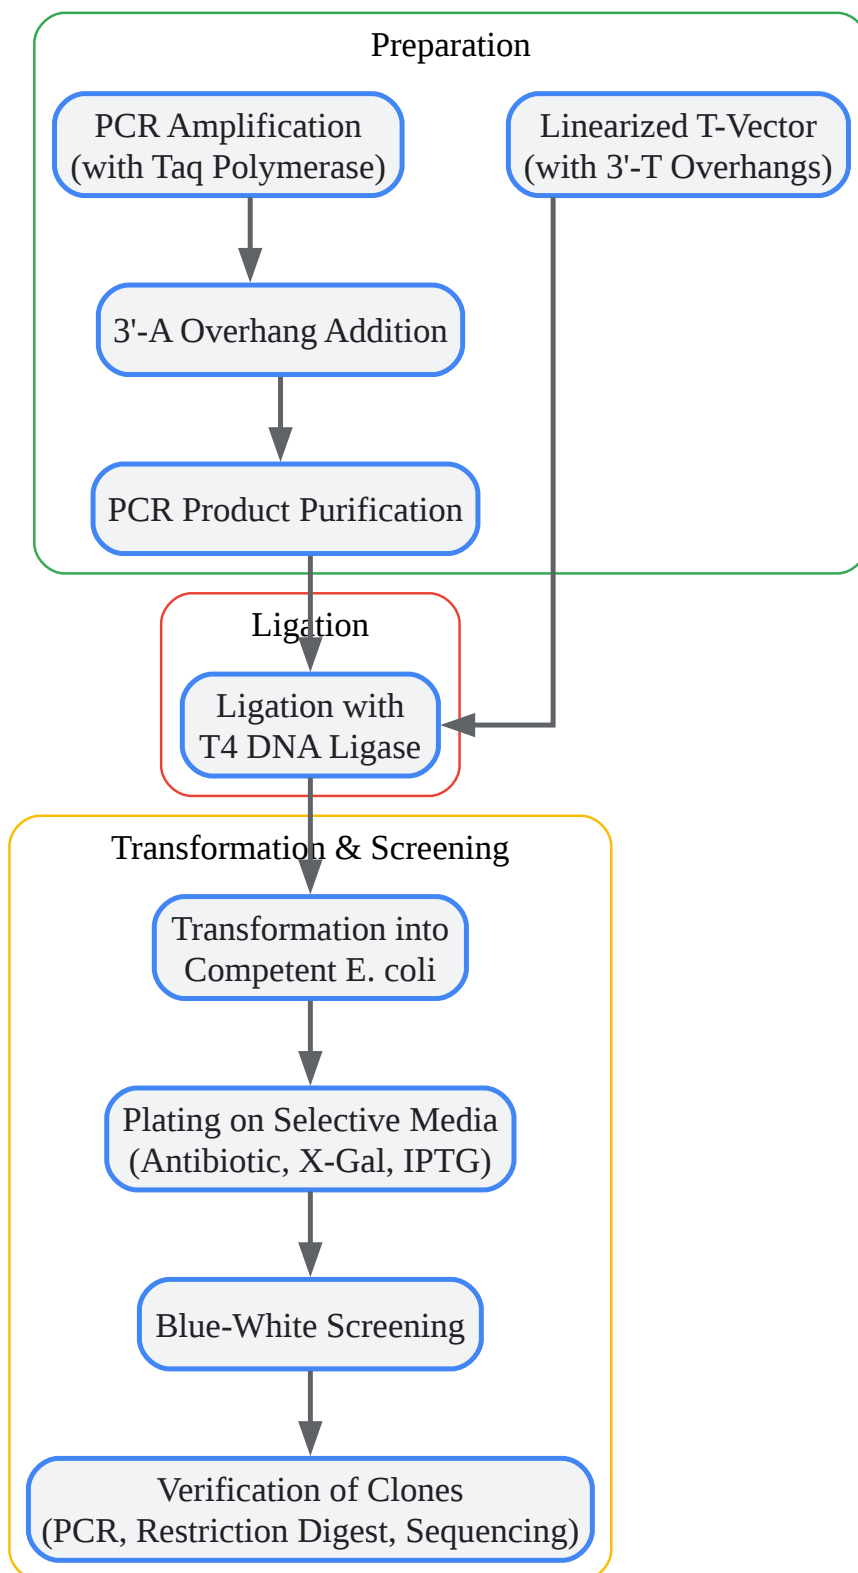 Preparation
PCR Amplification
(with Taq Polymerase)
Linearized T-Vector
(with 3'-T Overhangs)
3'-A Overhang Addition
PCR Product Purification
Ligation
Ligation with
T4 DNA Ligase
Transformation & Screening
Transformation into
Competent E. coli
Plating on Selective Media
(Antibiotic, X-Gal, IPTG)
Blue-White Screening
Verification of Clones
(PCR, Restriction Digest, Sequencing)